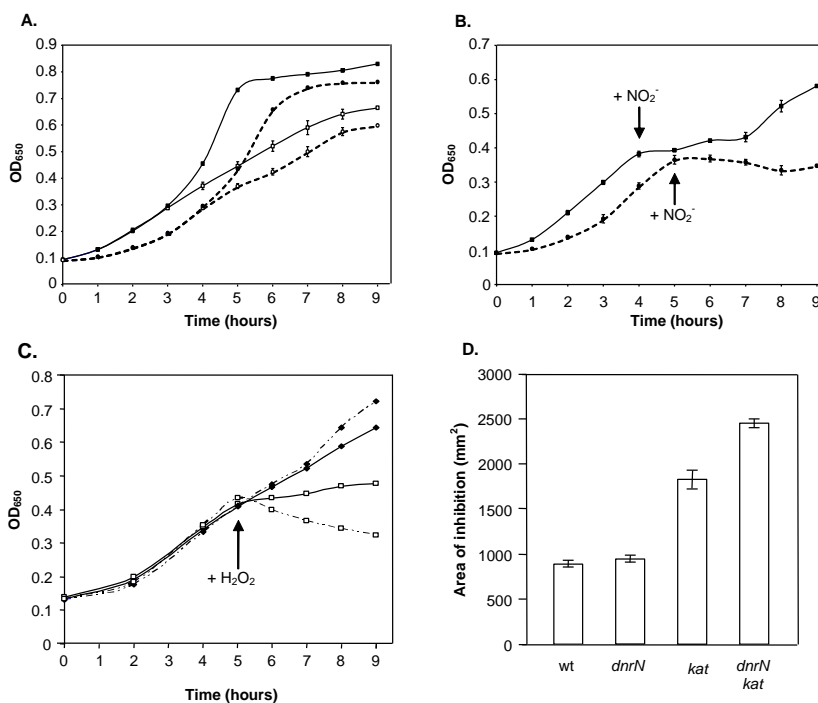 A.
0.9
0.8
0.7
0.6
0.5
0.4
0.3
0.2
0.1
0
OD650
0 1 2 3 4 5 6 7 8 9
Time (hours)
B.
0.7
0.6
0.5
0.4
0.3
0.2
0.1
0
OD650
+ NO2-
+ NO2-
0 1 2 3 4 5 6 7 8 9
Time (hours)
C.
0.8
0.7
0.6
0.5
0.4
0.3
0.2
0.1
0
OD650
+ H2O2
0 1 2 3 4 5 6 7 8 9
Time (hours)
D.
3000
2500
2000
1500
1000
500
0
Area of inhibition (mm2)
wt dnrN kat dnrN
kat